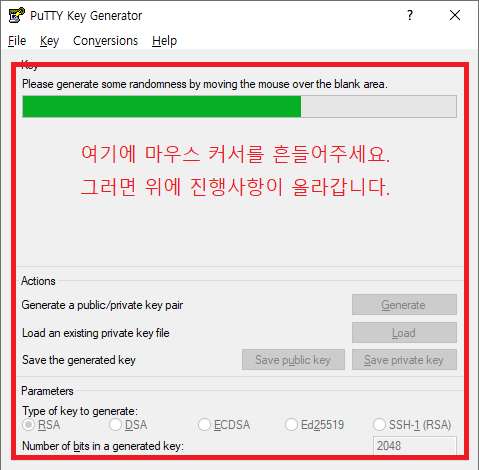 PuTTY Key Generator
? ×
File Key Conversions Help
Key
Please generate some randomness by moving the mouse over the blank area.
여기에 마우스 커서를 흔들어주세요.
그러면 위에 진행사항이 올라갑니다.
Actions
Generate a public/private key pair Generate
Load an existing private key file Load
Save the generated key Save public key Save private key
Parameters
Type of key to generate:
RSA DSA ECDSA Ed25519 SSH-1 (RSA)
Number of bits in a generated key: 2048